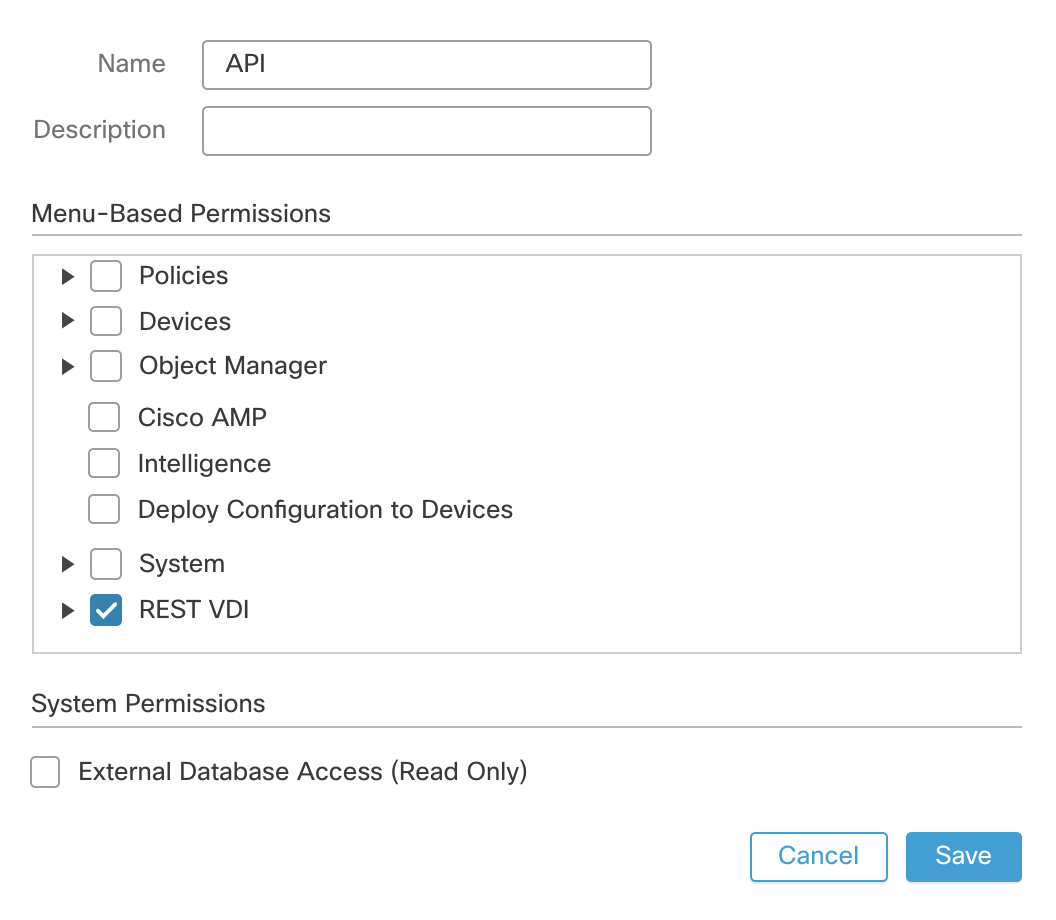 Name API
Description
Menu-Based Permissions
Policies
Devices
Object Manager
Cisco AMP
Intelligence
Deploy Configuration to Devices
System
REST VDI
System Permissions
External Database Access (Read Only)
Cancel Save